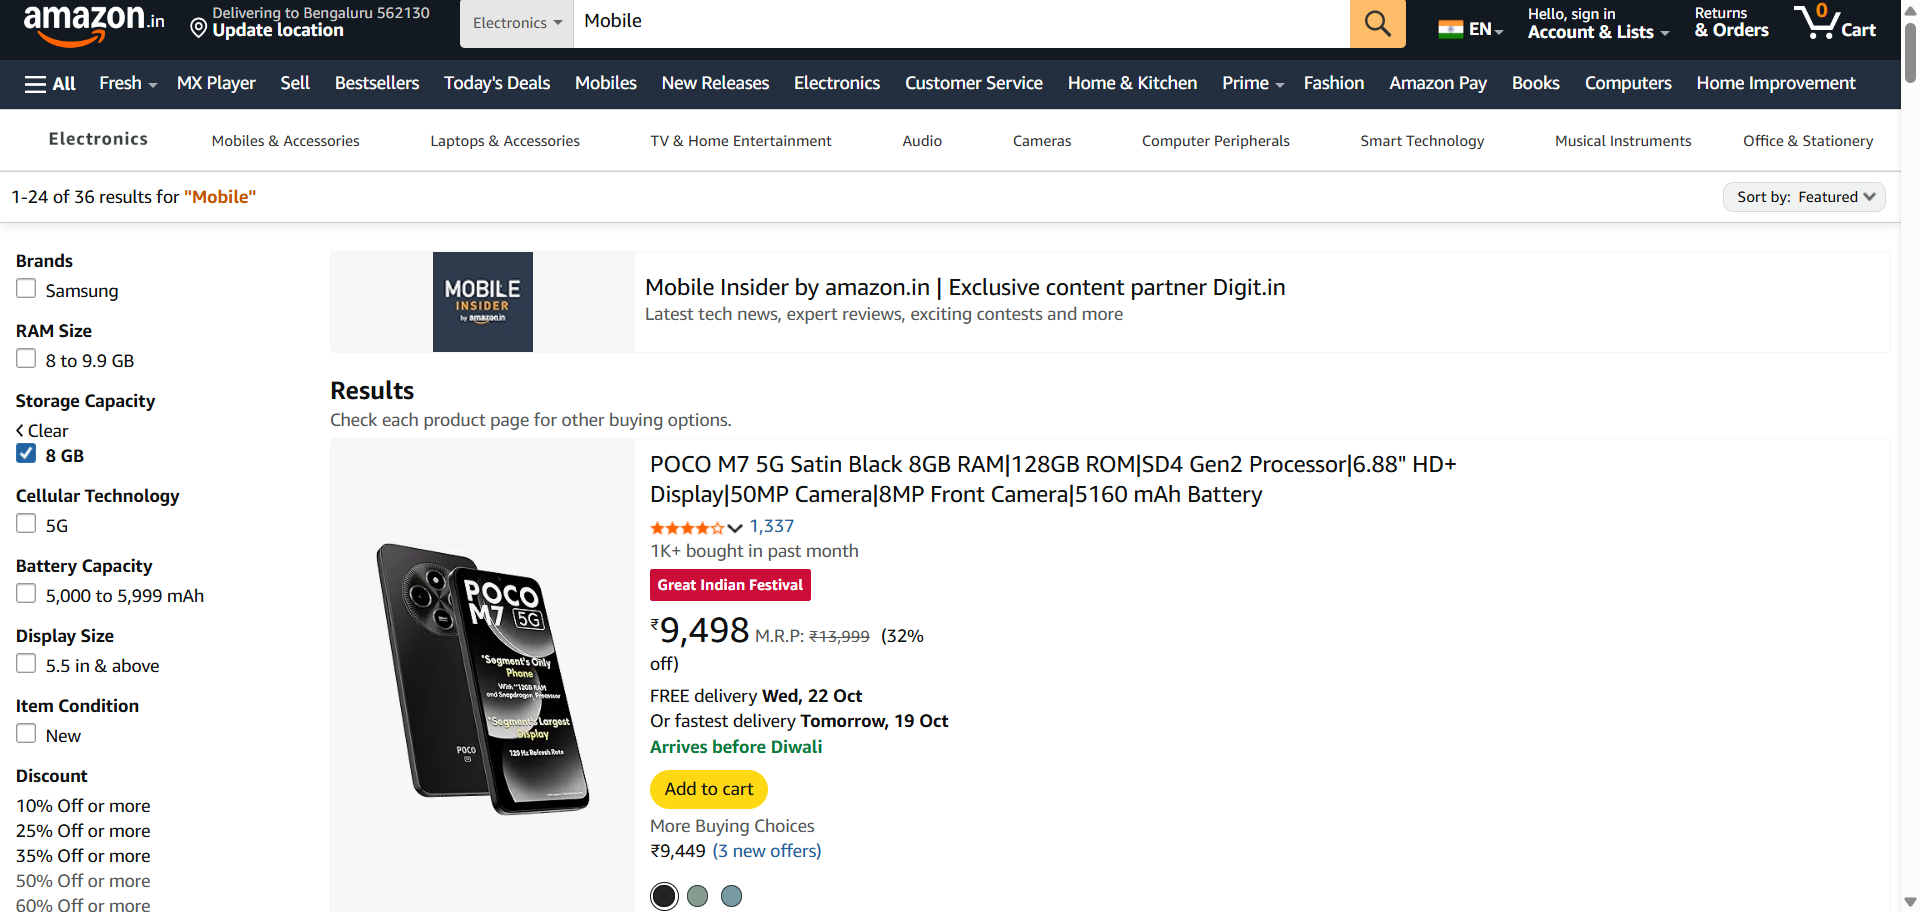 amazon.in
Delivering to Bengaluru 562130
Update location
Electronics
Mobile
EN
Hello, sign in
Account & Lists
Returns
& Orders
0
Cart
All
Fresh
MX Player
Sell
Bestsellers
Today's Deals
Mobiles
New Releases
Electronics
Customer Service
Home & Kitchen
Prime
Fashion
Amazon Pay
Books
Computers
Home Improvement
Electronics
Mobiles & Accessories
Laptops & Accessories
TV & Home Entertainment
Audio
Cameras
Computer Peripherals
Smart Technology
Musical Instruments
Office & Stationery
1-24 of 36 results for "Mobile"
Sort by: Featured
Brands
Samsung
RAM Size
8 to 9.9 GB
Storage Capacity
Clear
8 GB
Cellular Technology
5G
Battery Capacity
5,000 to 5,999 mAh
Display Size
5.5 in & above
Item Condition
New
Discount
10% Off or more
25% Off or more
35% Off or more
50% Off or more
60% Off or more
MOBILE
INSIDER
by amazon.in
Mobile Insider by amazon.in | Exclusive content partner Digit.in
Latest tech news, expert reviews, exciting contests and more
Results
Check each product page for other buying options.
POCO
M7 5G
"Segment's Only
Phone
With "12GB RAM
and Snapdragon Processor
"Segment's Largest
Display
120 Hz Refresh Rate
POCO
POCO M7 5G Satin Black 8GB RAM|128GB ROM|SD4 Gen2 Processor|6.88" HD+
Display|50MP Camera|8MP Front Camera|5160 mAh Battery
1,337
1K+ bought in past month
Great Indian Festival
₹9,498 M.R.P: ₹13,999 (32%
off)
FREE delivery Wed, 22 Oct
Or fastest delivery Tomorrow, 19 Oct
Arrives before Diwali
Add to cart
More Buying Choices
₹9,449 (3 new offers)